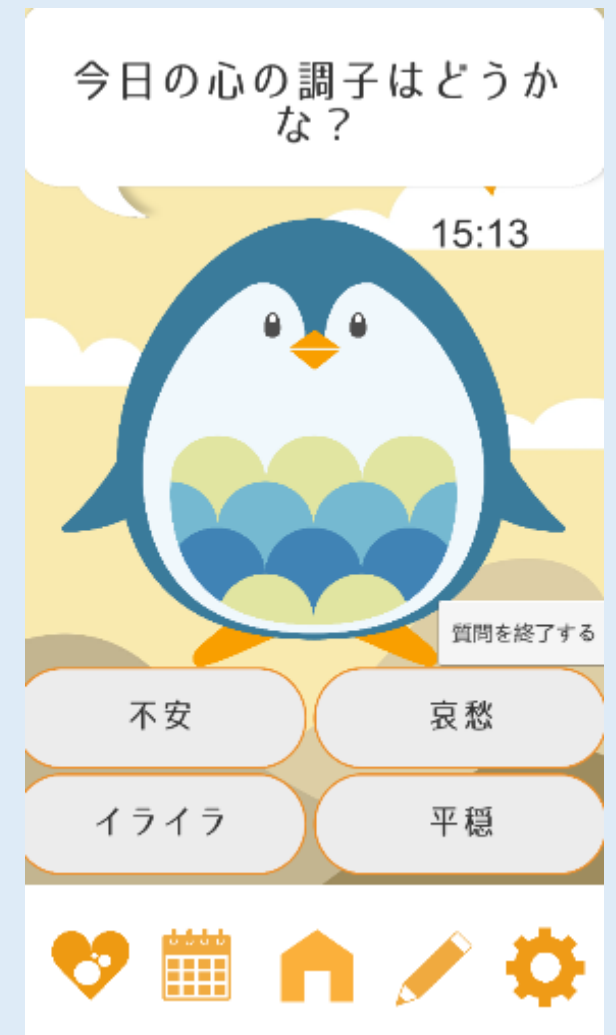 今日の心の調子はどうか
な？
15:13
質問を終了する
不安
哀愁
イライラ
平穏